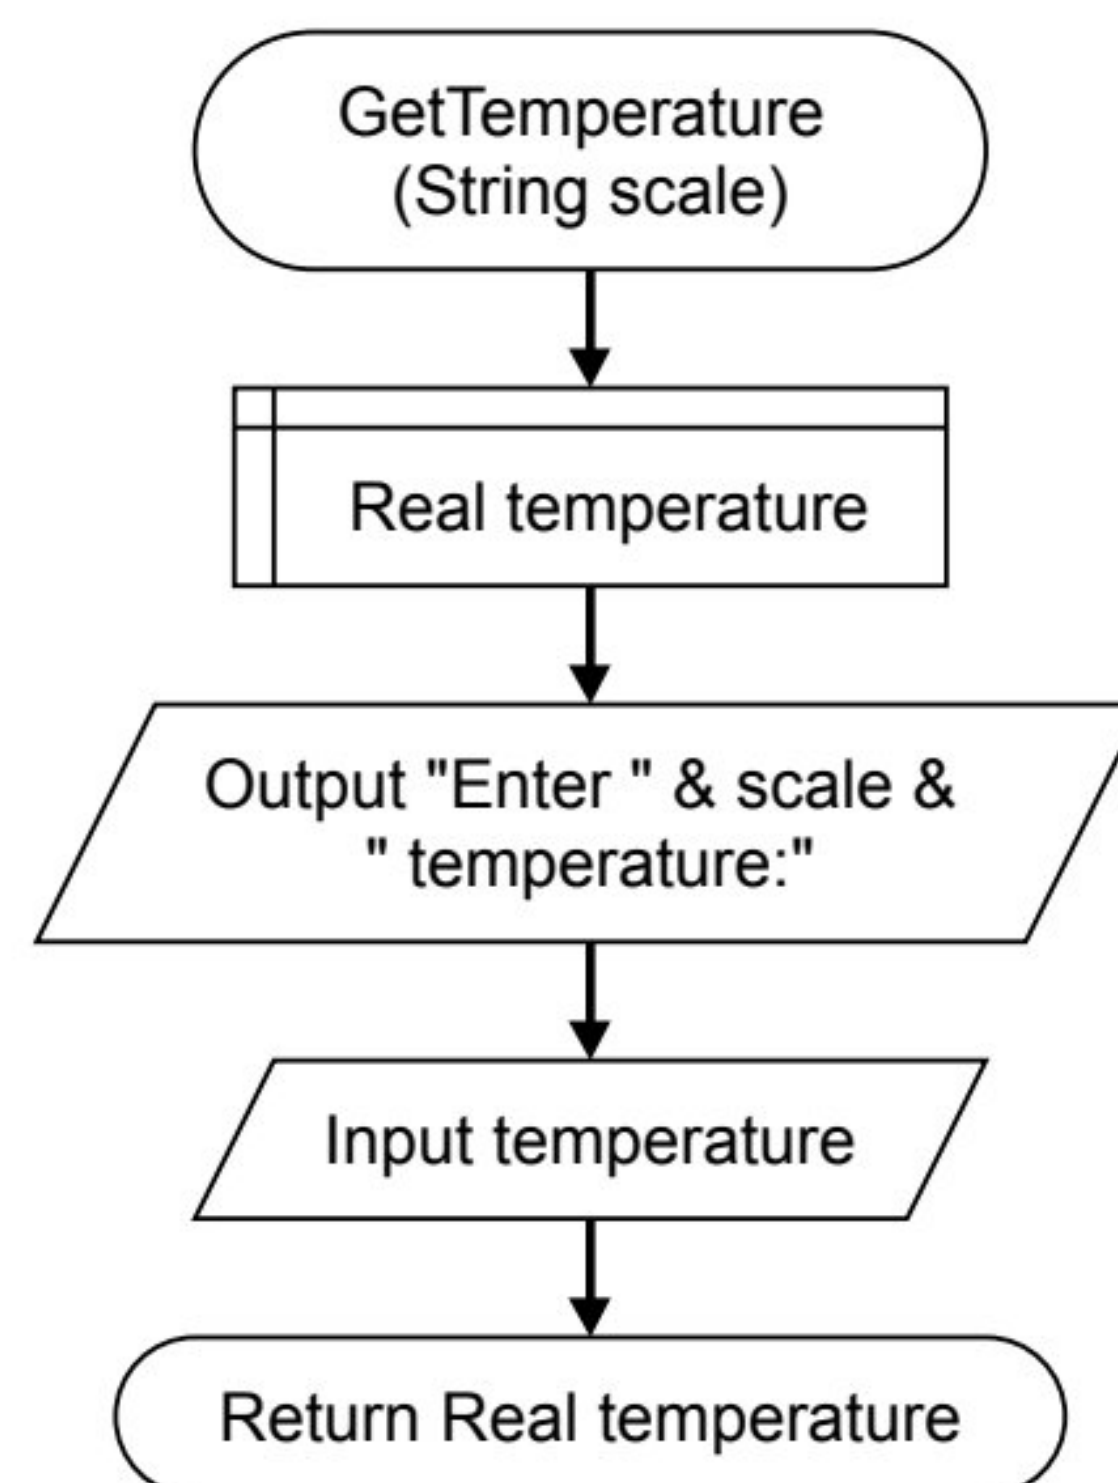 GetTemperature
(String scale)
Real temperature
Output "Enter " & scale &
" temperature:"
Input temperature
Return Real temperature